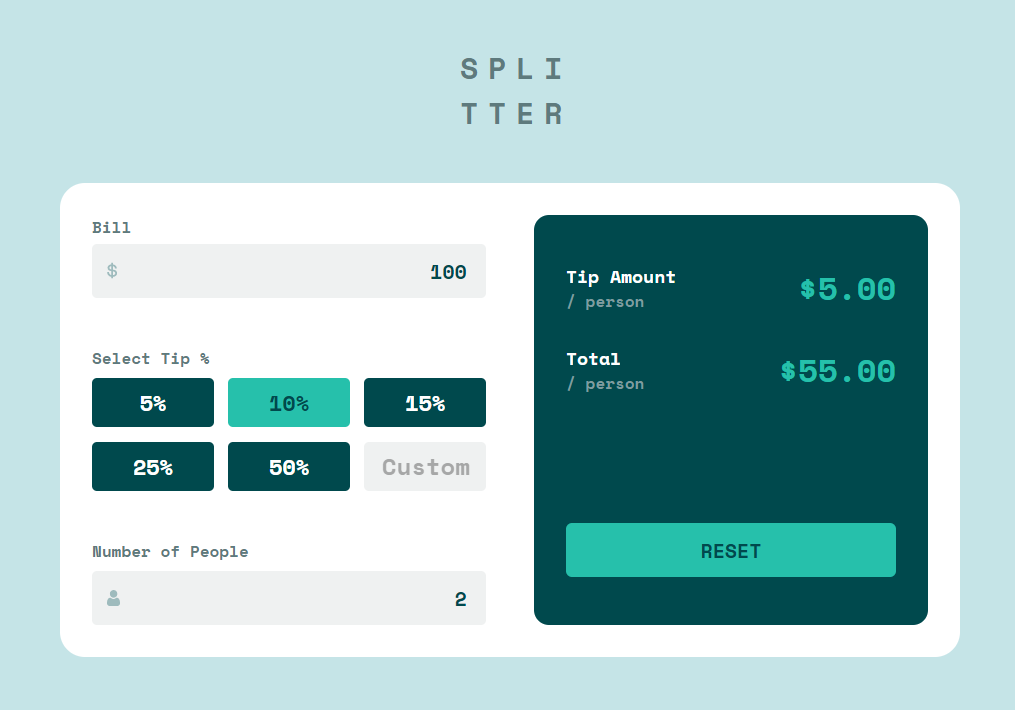 SPLI
TTER
Bill
$
100
Select Tip %
5%
10%
15%
25%
50%
Custom
Number of People
2
Tip Amount
/ person
$5.00
Total
/ person
$55.00
RESET